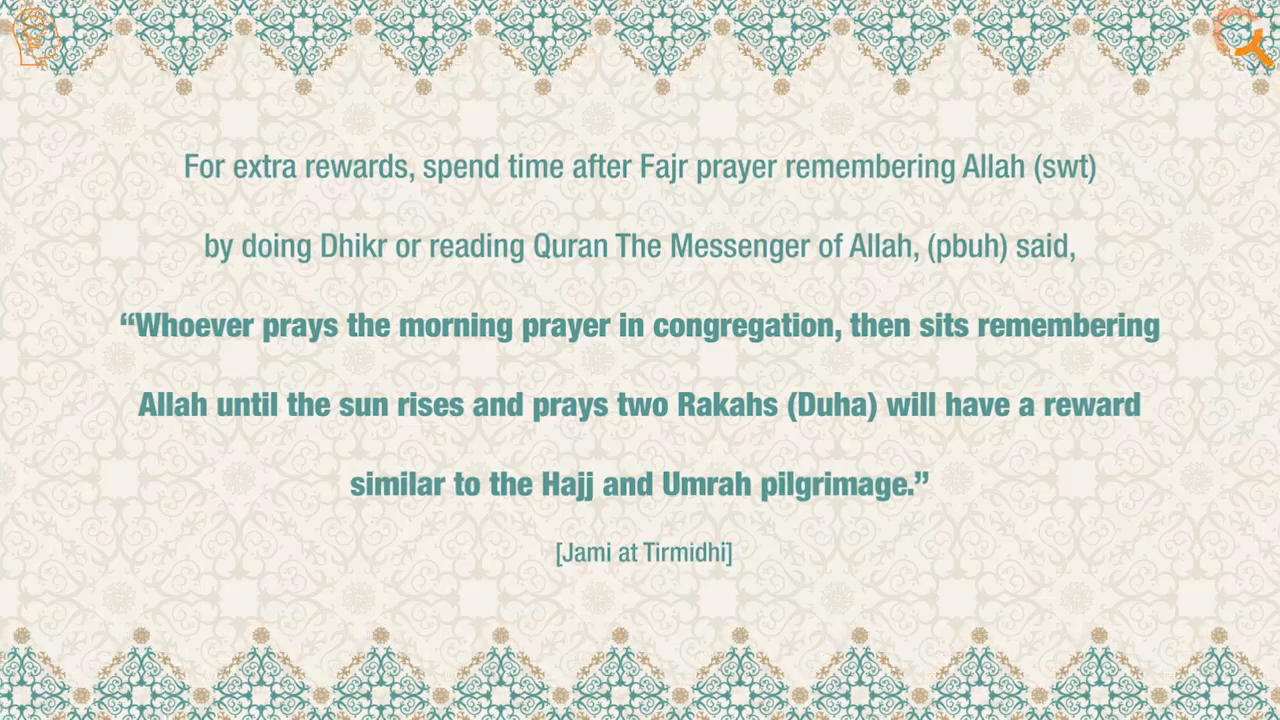 For extra rewards, spend time after Fajr prayer remembering Allah (swt)
by doing Dhikr or reading Quran The Messenger of Allah, (pbuh) said,
“Whoever prays the morning prayer in congregation, then sits remembering
Allah until the sun rises and prays two Rakahs (Duha) will have a reward
similar to the Hajj and Umrah pilgrimage.”
[Jami at Tirmidhi]